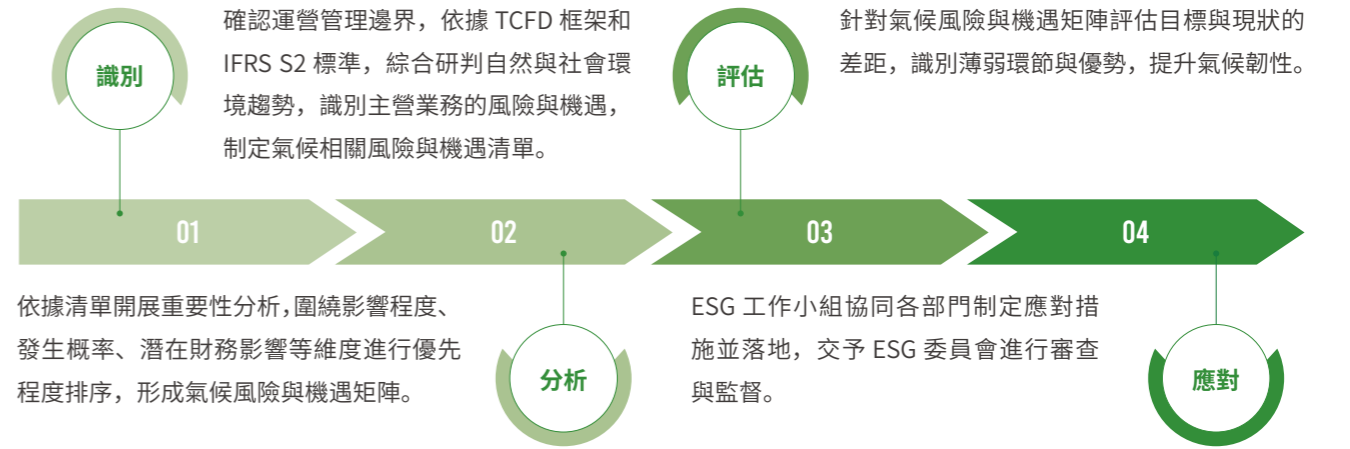 識別
確認運營管理邊界，依據 TCFD 框架和
IFRS S2 標準，綜合研判自然與社會環
境趨勢，識別主營業務的風險與機遇，
制定氣候相關風險與機遇清單。
評估
針對氣候風險與機遇矩陣評估目標與現狀的
差距，識別薄弱環節與優勢，提升氣候韌性。
01
02
03
04
依據清單開展重要性分析，圍繞影響程度、
發生概率、潛在財務影響等維度進行優先
程度排序，形成氣候風險與機遇矩陣。
分析
ESG 工作小組協同各部門制定應對措
施並落地，交予 ESG 委員會進行審查
與監督。
應對